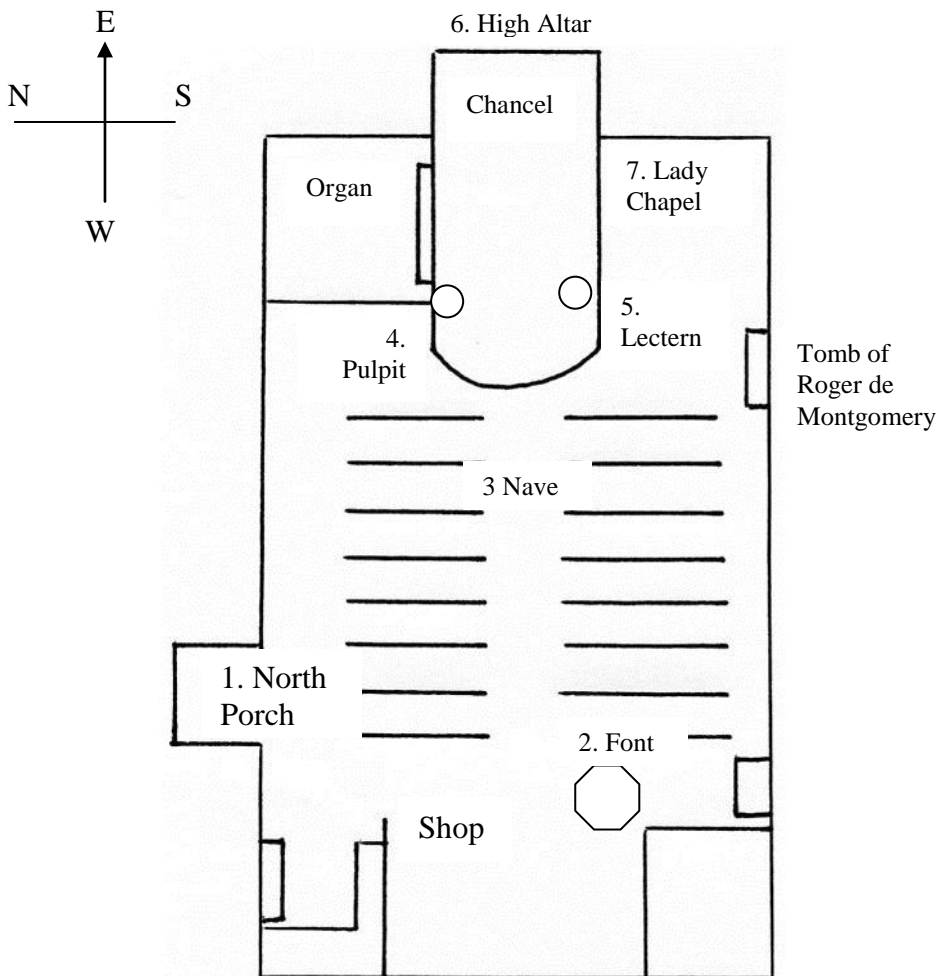 6. High Altar
E
N
S
W
Chancel
Organ
7. Lady
Chapel
4.
Pulpit
5.
Lectern
Tomb of
Roger de
Montgomery
3 Nave
1. North
Porch
2. Font
Shop